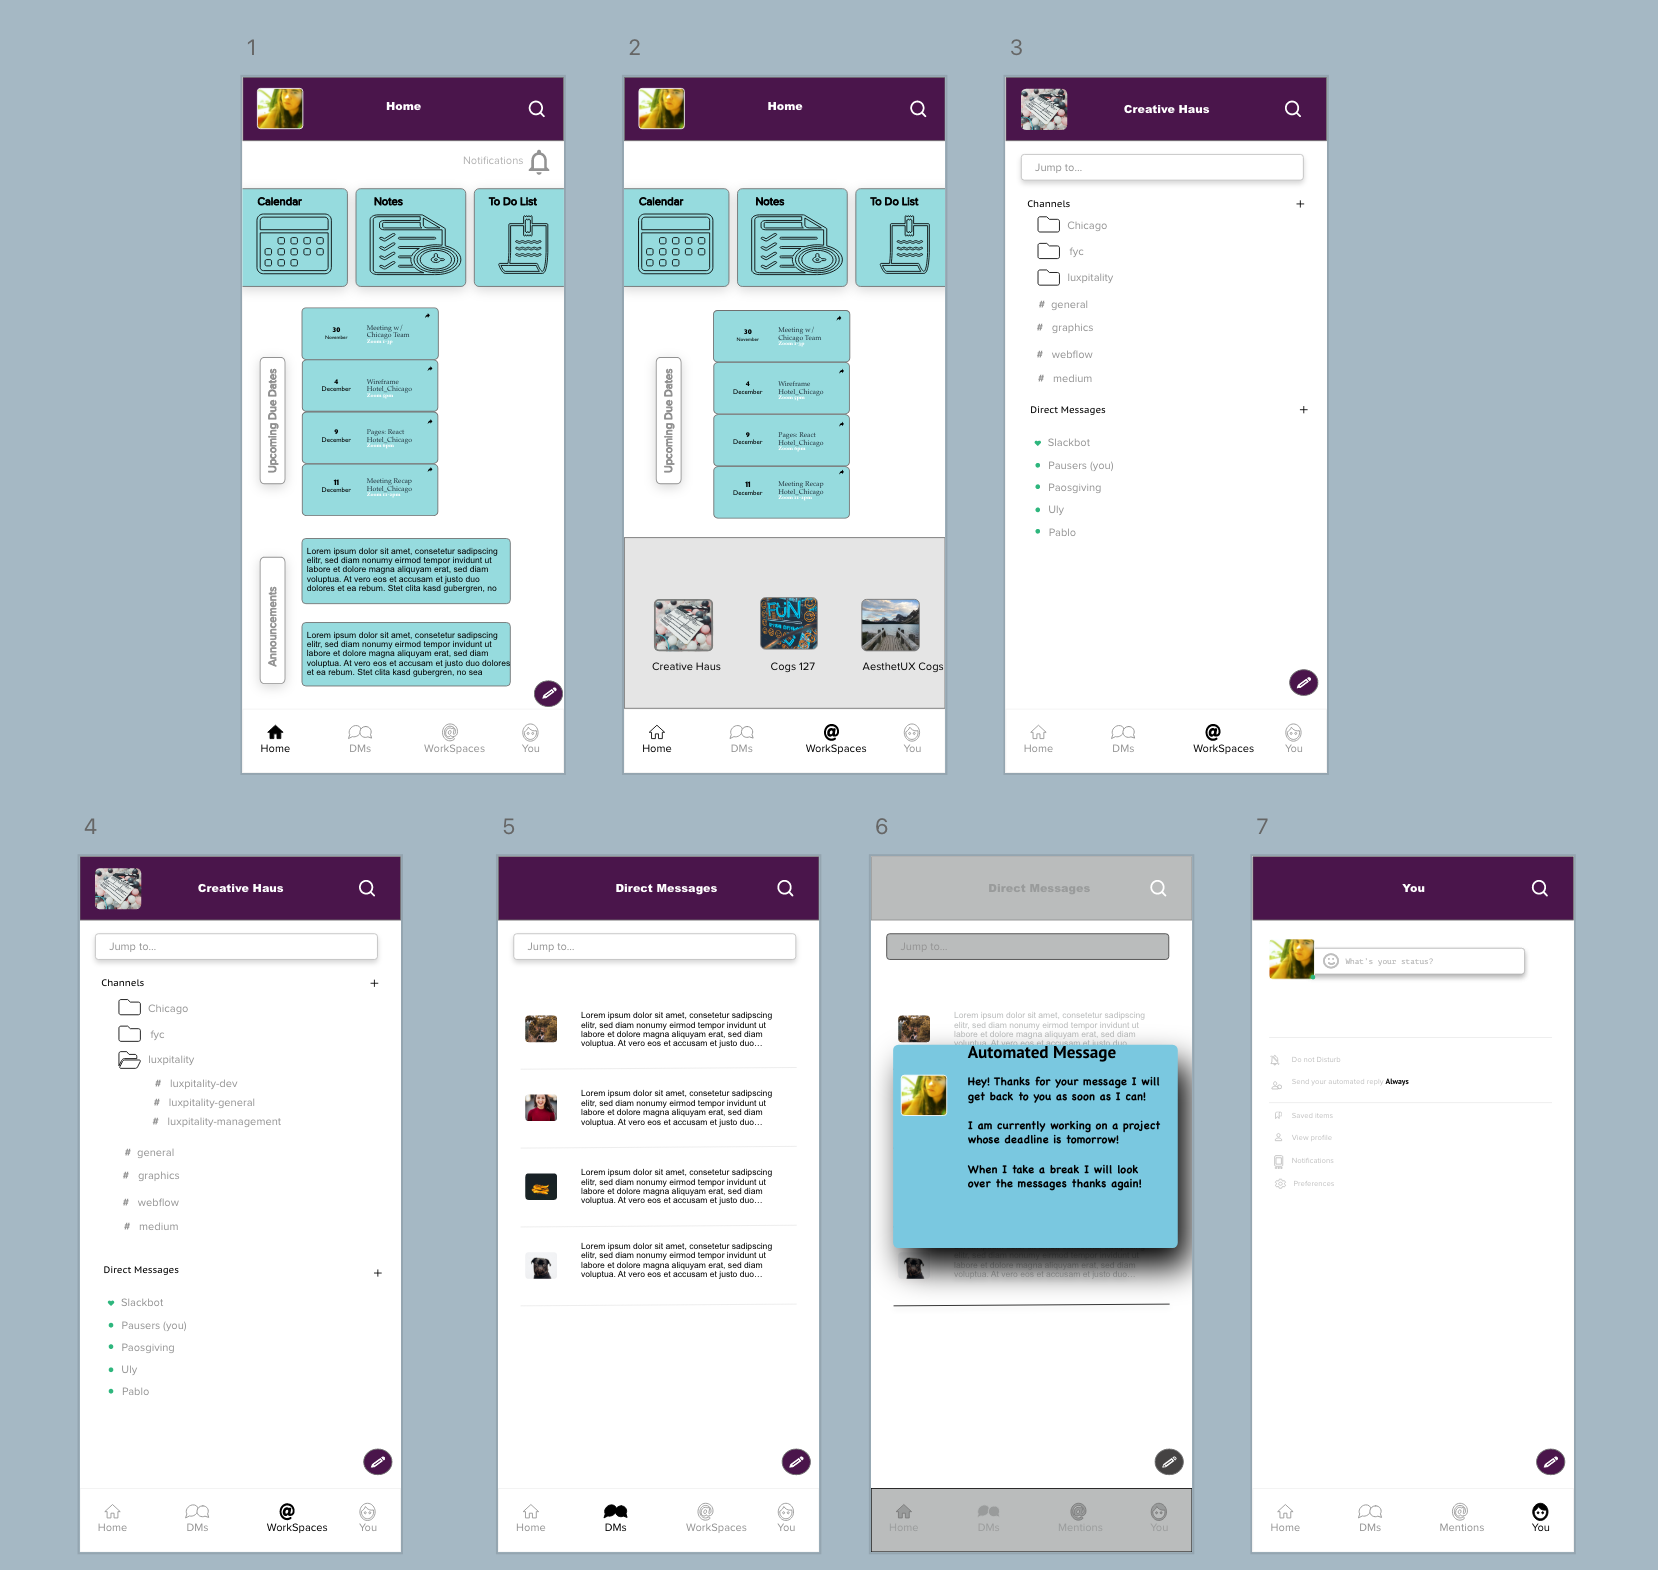 1
Home
Notifications
Calendar
Notes
To Do List
Upcoming Due Dates
30
November
Meeting w/
Chicago Team
Zoom 1-3p
4
December
Wireframe
Hotel_Chicago
Zoom 3pm
9
December
Pages: React
Hotel_Chicago
11
December
Meeting Recap
Hotel_Chicago
Announcements
Lorem ipsum dolor sit amet, consetetur sadipscing
elitr, sed diam nonumy eirmod tempor invidunt ut
labore et dolore magna aliquyam erat, sed diam
voluptua. At vero eos et accusam et justo duo
dolores et ea rebum. Stet clita kasd gubergren, no
Lorem ipsum dolor sit amet, consetetur sadipscing
elitr, sed diam nonumy eirmod tempor invidunt ut
labore et dolore magna aliquyam erat, sed diam
voluptua. At vero eos et accusam et justo duo dolores
et ea rebum. Stet clita kasd gubergren, no sea
Home
DMs
WorkSpaces
You
2
Home
Calendar
Notes
To Do List
Upcoming Due Dates
30
November
Meeting w/
Chicago Team
Zoom 1-3p
4
December
Wireframe
Hotel_Chicago
Zoom 3pm
9
December
Pages: React
Hotel_Chicago
11
December
Meeting Recap
Hotel_Chicago
FUN
Creative Haus
Cogs 127
AesthetUX Cogs
Home
DMs
@
WorkSpaces
You
3
Creative Haus
Jump to...
Channels +
Chicago
fyc
luxpitality
# general
# graphics
# webflow
# medium
Direct Messages +
Slackbot
Pausers (you)
Paosgiving
Uly
Pablo
Home
DMs
@
WorkSpaces
You
4
Creative Haus
Jump to...
Channels +
Chicago
fyc
luxpitality
# luxpitality-dev
# luxpitality-general
# luxpitality-management
# general
# graphics
# webflow
# medium
Direct Messages +
Slackbot
Pausers (you)
Paosgiving
Uly
Pablo
Home
DMs
@
WorkSpaces
You
5
Direct Messages
Jump to...
Lorem ipsum dolor sit amet, consetetur sadipscing
elitr, sed diam nonumy eirmod tempor invidunt ut
labore et dolore magna aliquyam erat, sed diam
voluptua. At vero eos et accusam et justo duo...
Lorem ipsum dolor sit amet, consetetur sadipscing
elitr, sed diam nonumy eirmod tempor invidunt ut
labore et dolore magna aliquyam erat, sed diam
voluptua. At vero eos et accusam et justo duo...
Lorem ipsum dolor sit amet, consetetur sadipscing
elitr, sed diam nonumy eirmod tempor invidunt ut
labore et dolore magna aliquyam erat, sed diam
voluptua. At vero eos et accusam et justo duo...
Lorem ipsum dolor sit amet, consetetur sadipscing
elitr, sed diam nonumy eirmod tempor invidunt ut
labore et dolore magna aliquyam erat, sed diam
voluptua. At vero eos et accusam et justo duo...
Home
DMs
WorkSpaces
You
6
Direct Messages
Jump to...
Lorem ipsum dolor sit amet, consetetur sadipscing
elitr, sed diam nonumy eirmod tempor invidunt ut
labore et dolore magna aliquyam erat, sed diam
voluptua. At vero eos et accusam et justo duo...
Automated Message
Hey! Thanks for your message I will
get back to you as soon as I can!
I am currently working on a project
whose deadline is tomorrow!
When I take a break I will look
over the messages thanks again!
elitr, sed diam nonumy eirmod tempor invidunt ut
labore et dolore magna aliquyam erat, sed diam
voluptua. At vero eos et accusam et justo duo...
Home
DMs
Mentions
You
7
You
What's your status?
Do not Disturb
Send your automated reply Always
Saved items
View profile
Notifications
Preferences
Home
DMs
Mentions
You